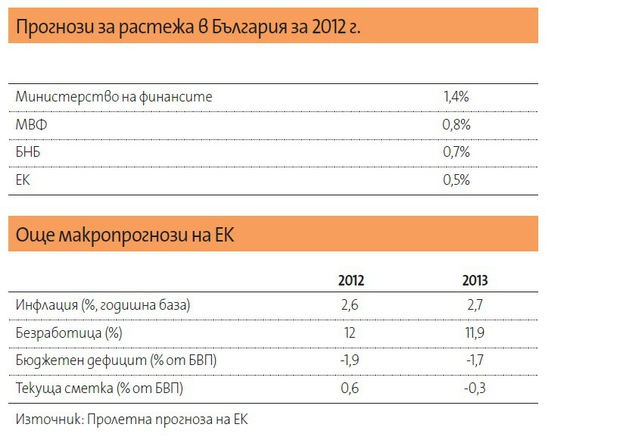 Прогнози за растежа в България за 2012 г.
Министерство на финансите 1,4%
МВФ 0,8%
БНБ 0,7%
ЕК 0,5%
Още макропрогнози на ЕК
2012 2013
Инфлация (%, годишна база) 2,6 2,7
Безработица (%) 12 11,9
Бюджетен дефицит (% от БВП) -1,9 -1,7
Текуща сметка (% от БВП) 0,6 -0,3
Източник: Пролетна прогноза на ЕК